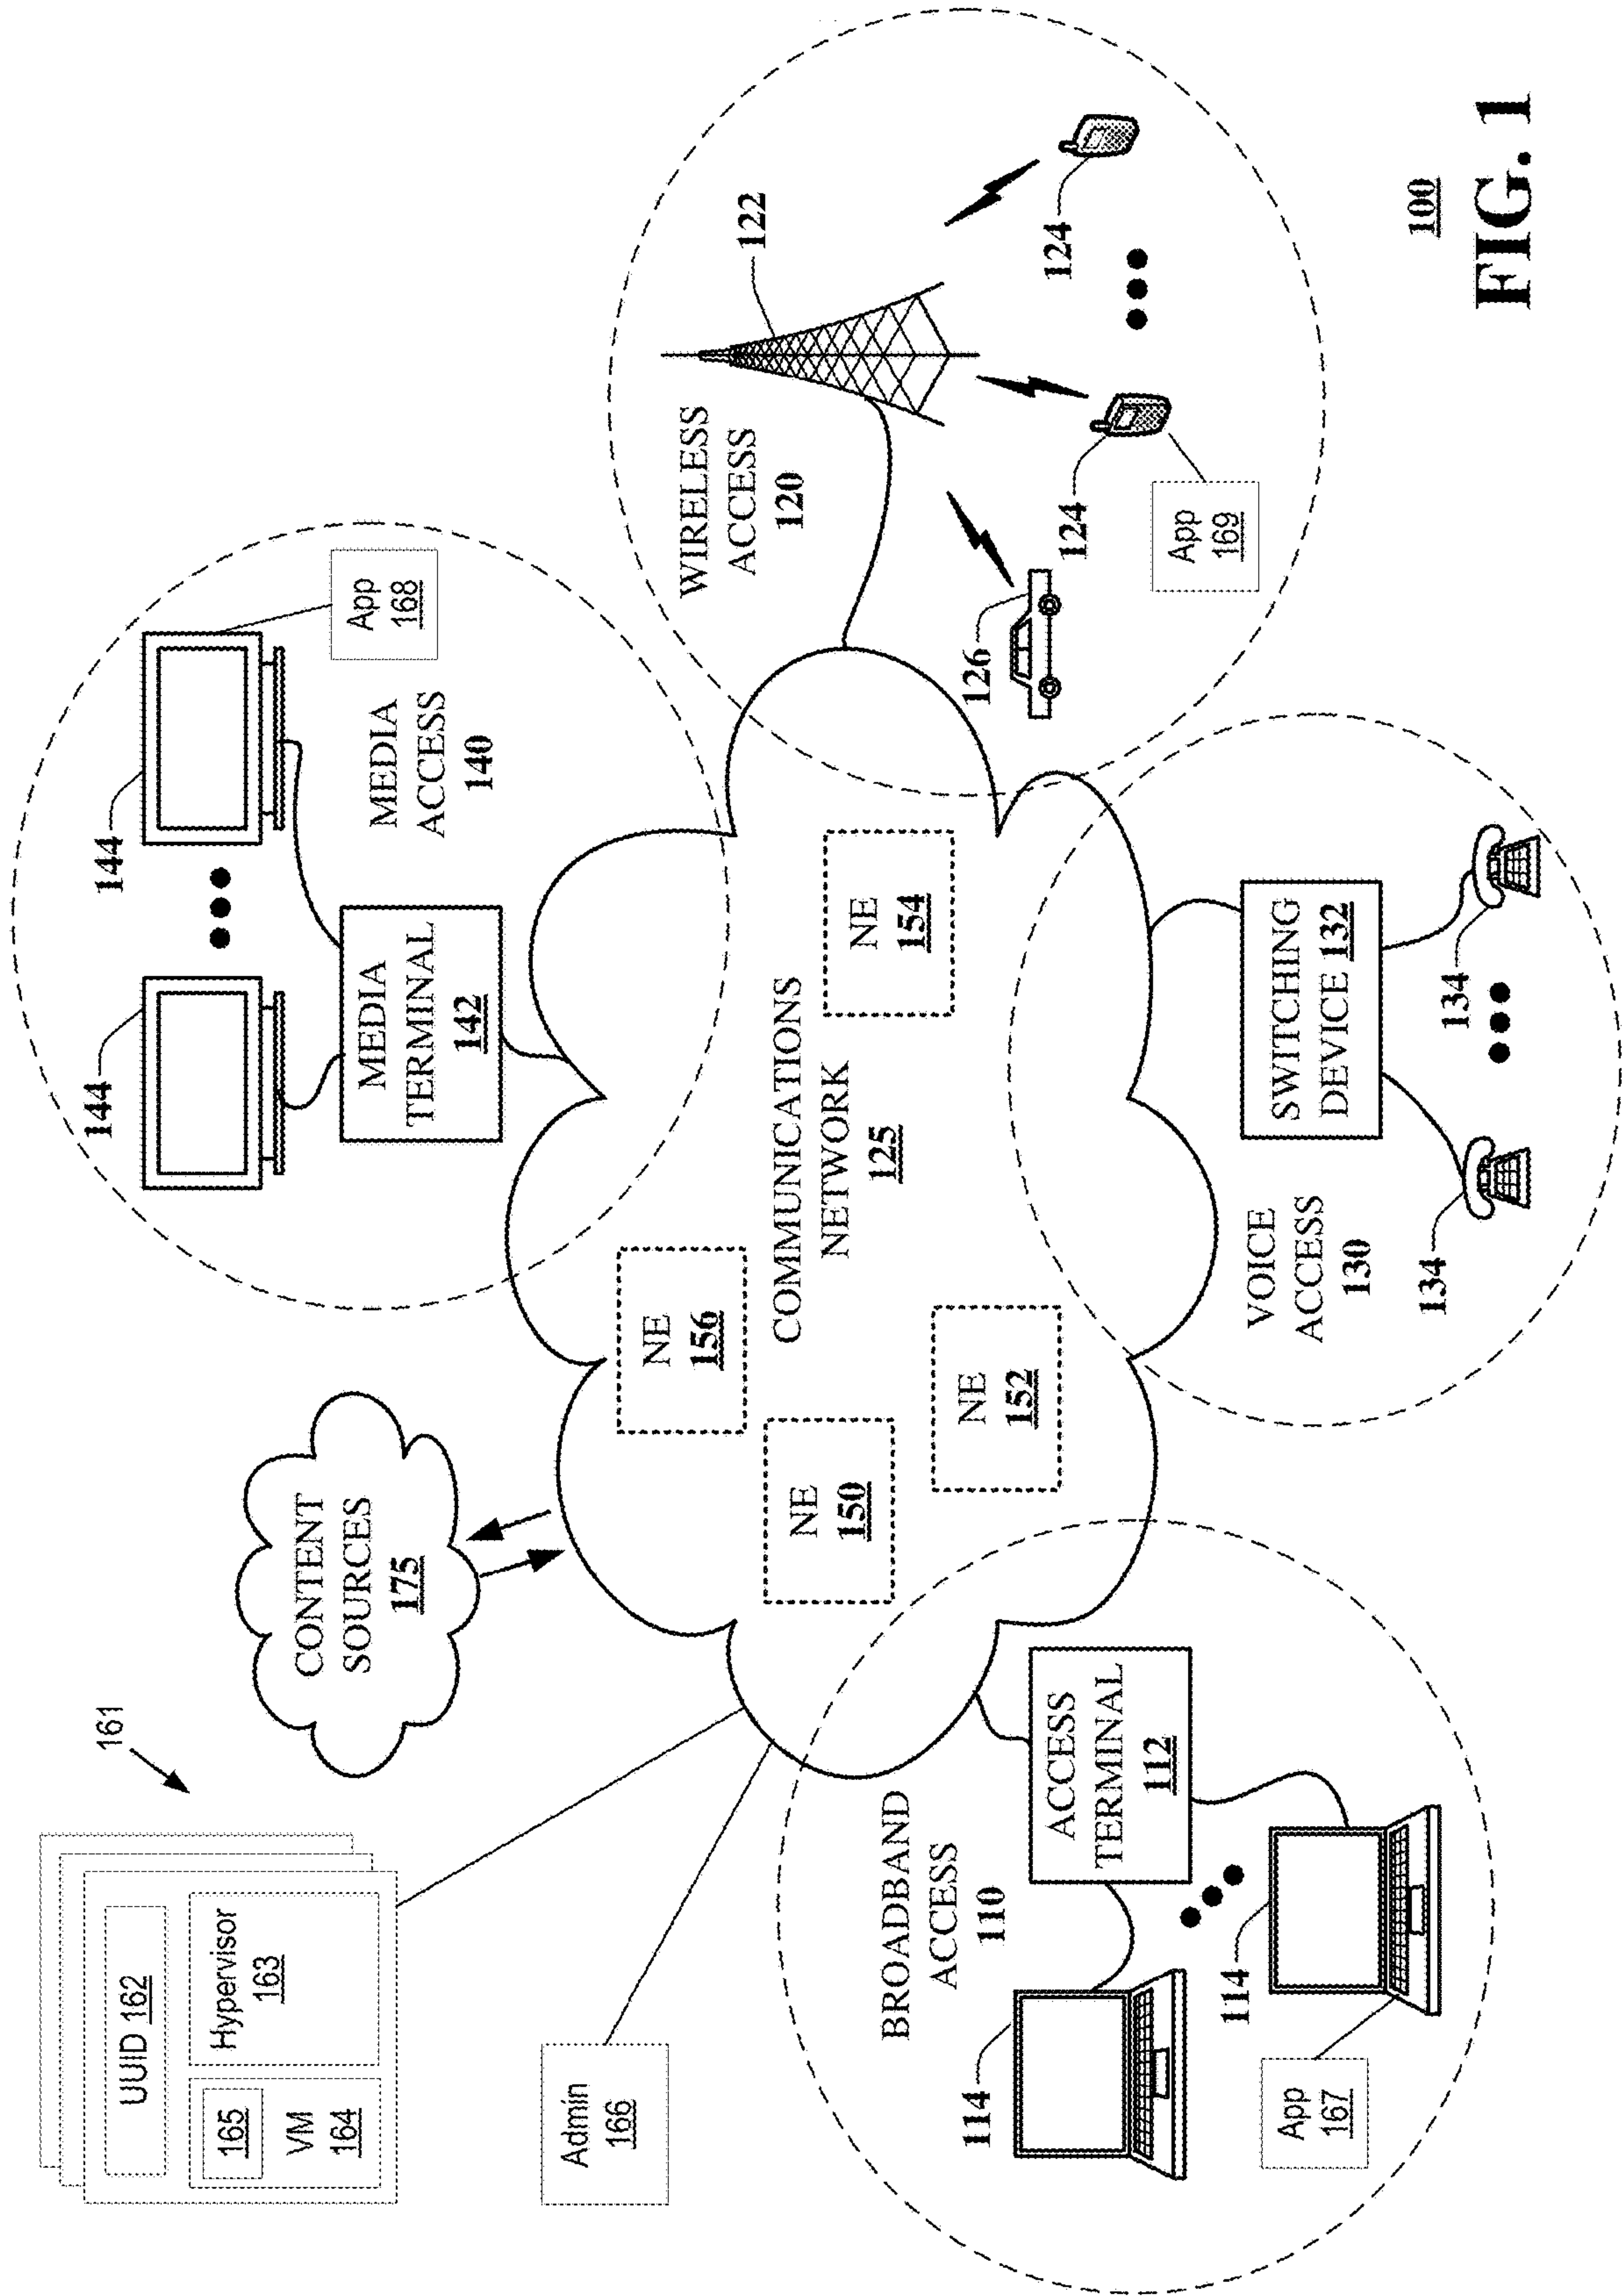 161
UUID 162
165
VM
164
Hypervisor
163
Admin
166
CONTENT
SOURCES
175
144
144
MEDIA
TERMINAL
142
App
168
MEDIA
ACCESS
140
WIRELESS
ACCESS
120
122
124
124
126
App
169
NE
156
NE
150
NE
152
NE
154
COMMUNICATIONS
NETWORK
125
BROADBAND
ACCESS
110
ACCESS
TERMINAL
112
114
114
App
167
VOICE
ACCESS
130
SWITCHING
DEVICE 132
134
134
100
FIG. 1